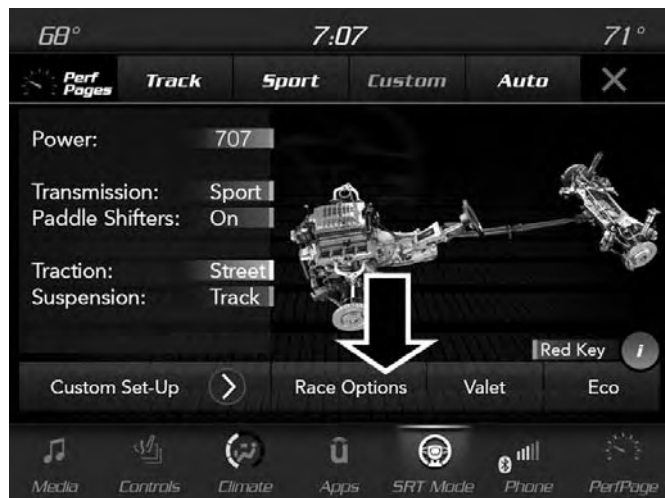 68° 7:07 71°
Perf Pages Track Sport Custom Auto X
Power: 707
Transmission: Sport
Paddle Shifters: On
Traction: Street
Suspension: Track
Red Key i
Custom Set-Up > Race Options Valet Eco
Media Controls Climate Apps SRT Mode Phone PerfPage